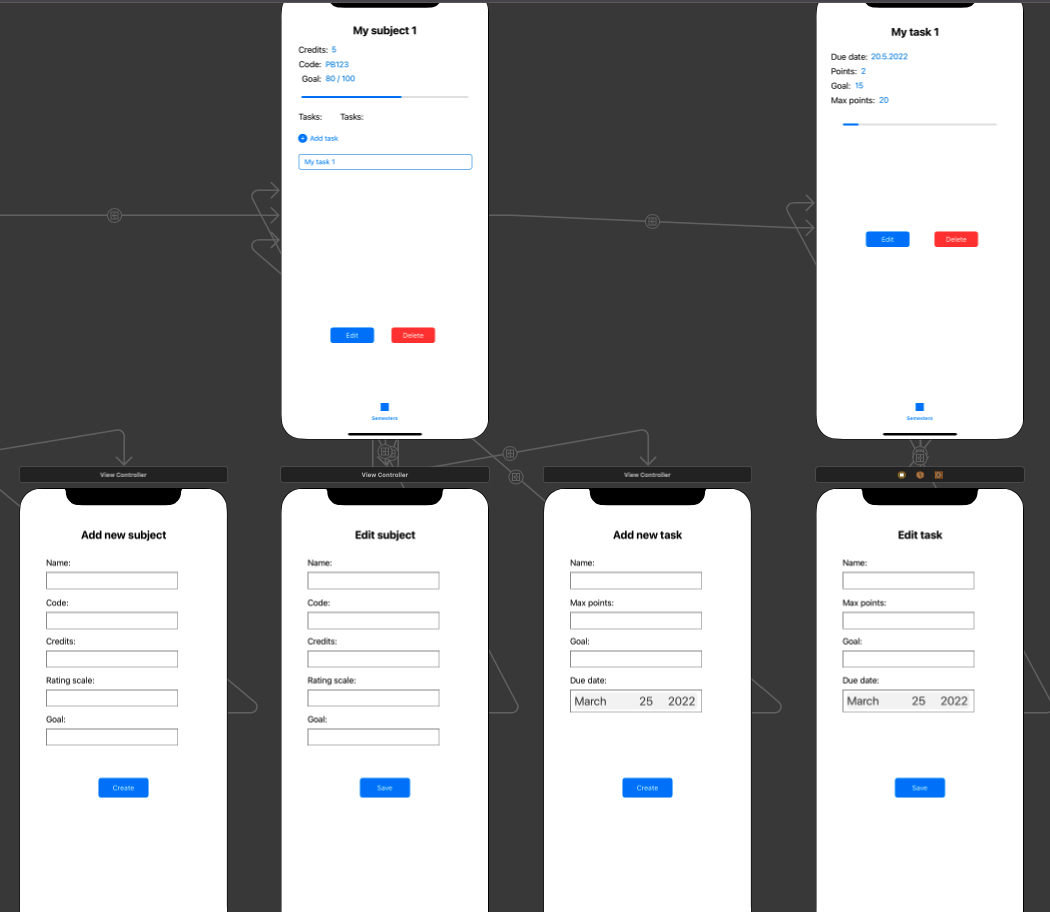 My subject 1
Credits: 5
Code: PB123
Goal: 80 / 100
Tasks: Tasks:
Add task
My task 1
Edit Delete
Semesters
My task 1
Due date: 20.5.2022
Points: 2
Goal: 15
Max points: 20
Edit Delete
Semesters
View Controller
Add new subject
Name:
Code:
Credits:
Rating scale:
Goal:
Create
View Controller
Edit subject
Name:
Code:
Credits:
Rating scale:
Goal:
Save
View Controller
Add new task
Name:
Max points:
Goal:
Due date:
March 25 2022
Create
Edit task
Name:
Max points:
Goal:
Due date:
March 25 2022
Save